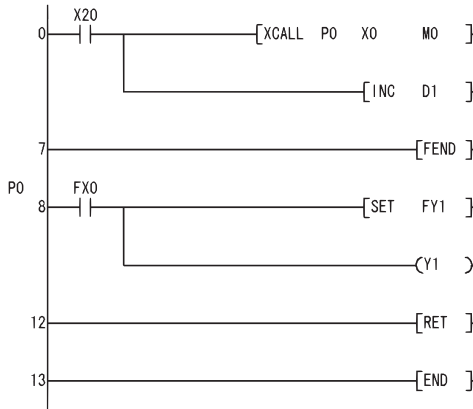 X20
0 [XCALL P0 X0 M0 ]
[INC D1 ]
7 [FEND ]
P0 FX0
8 [SET FY1 ]
(Y1 )
12 [RET ]
13 [END ]